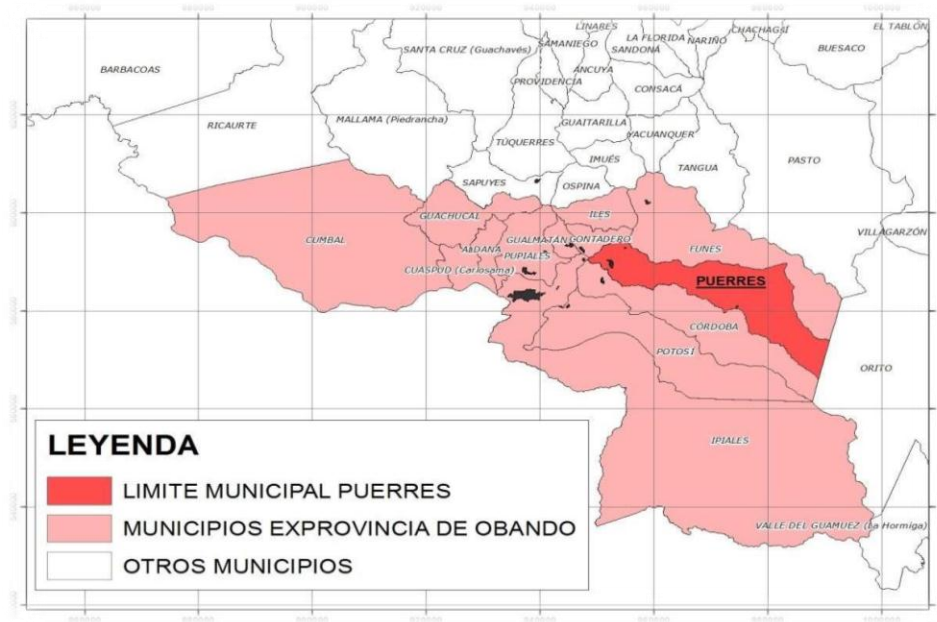 EL TABLÓN
LINARES
CHACHAGSÍ
LA FLORIDA
NARIÑO
SAMANIEGO
SANDONÁ
BUESACO
SANTA CRUZ (Guachavés)
BARBACOAS
ANCUYA
PROVIDENCIA
CONSACÁ
MALLAMA (Piedrancha)
RICAURTE
GUAITARILLA
YACUANQUER
TÚQUERRES
IMUÉS
TANGUA
PASTO
SAPUYES
OSPINA
GUACHUCAL
ILES
VILLAGARZÓN
CUMBAL
GUALMATÁN
CONTADERO
ALDANA
FUNES
PUPIALES
CUASPUD (Carlosama)
PUERRES
CÓRDOBA
POTOSÍ
ORITO
IPIALES
VALLE DEL GUAMUEZ (La Hormiga)
LEYENDA
LIMITE MUNICIPAL PUERRES
MUNICIPIOS EXPROVINCIA DE OBANDO
OTROS MUNICIPIOS